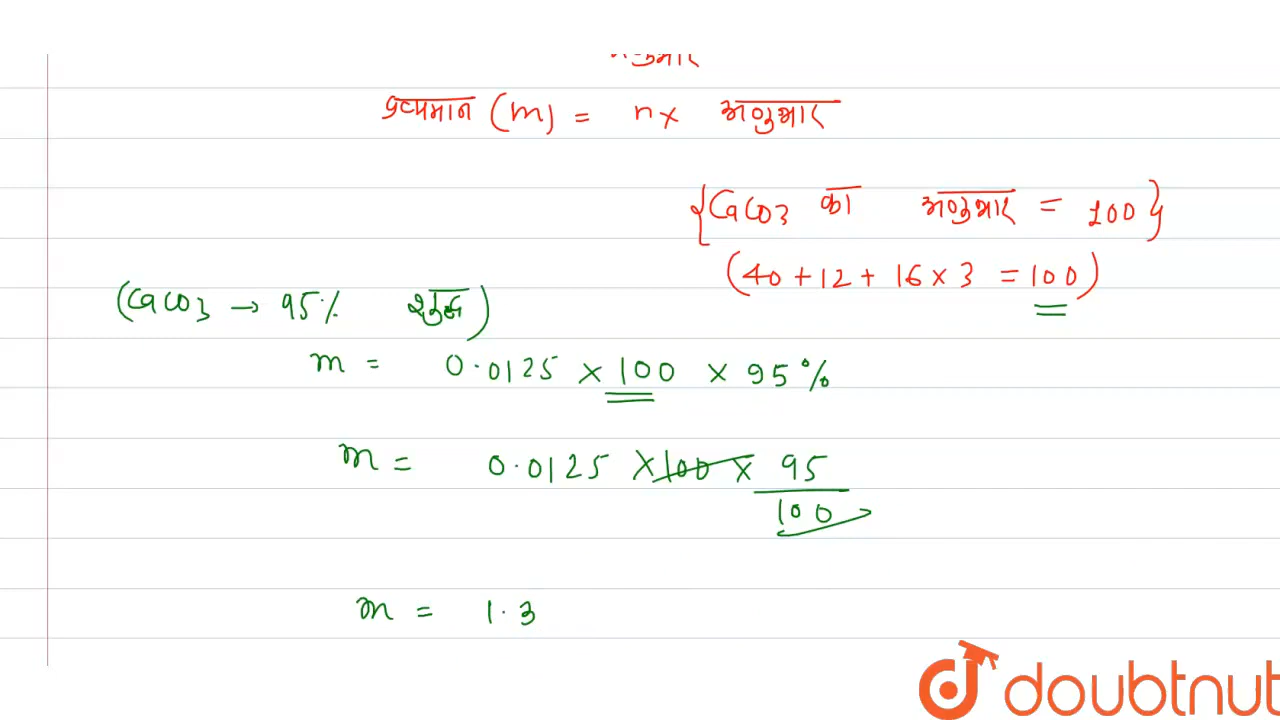 अणुभार
द्रव्यमान (m) = n x अणुभार
{CaCO3 का अणुभार = 100}
(40 + 12 + 16 x 3 = 100)
(CaCO3 → 95% शुद्ध)
m = 0.0125 x 100 x 95%
m = 0.0125 x 100 x 95
100
m = 1.3
doubtnut